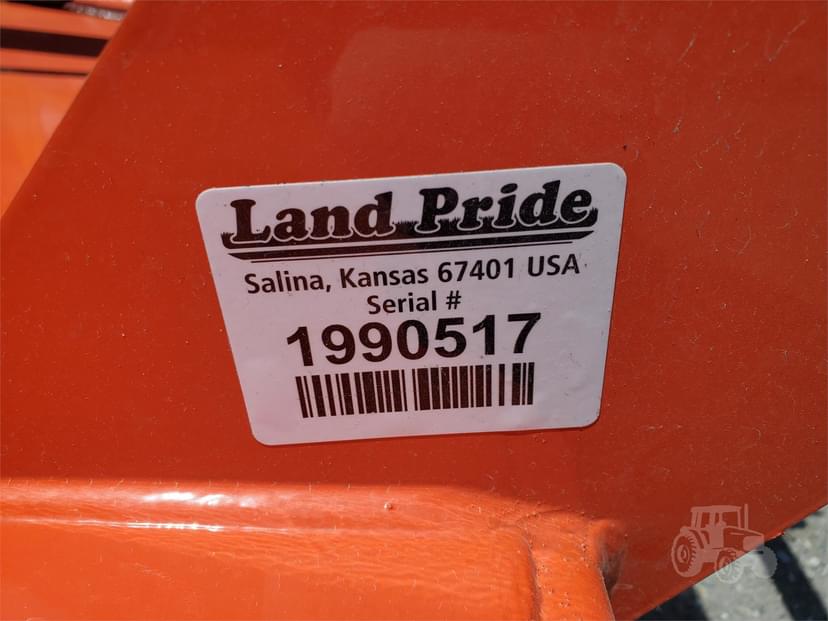 Land Pride
Salina, Kansas 67401 USA
Serial #
1990517